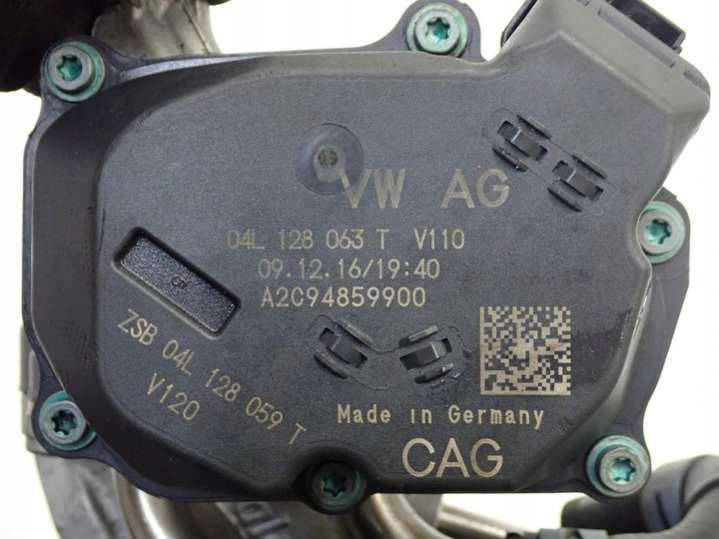 VW AG
04L 128 063 T V110
09.12.16/19:40
A2C94859900
ZSB 04L 128 059 T
V120
Made in Germany
CAG